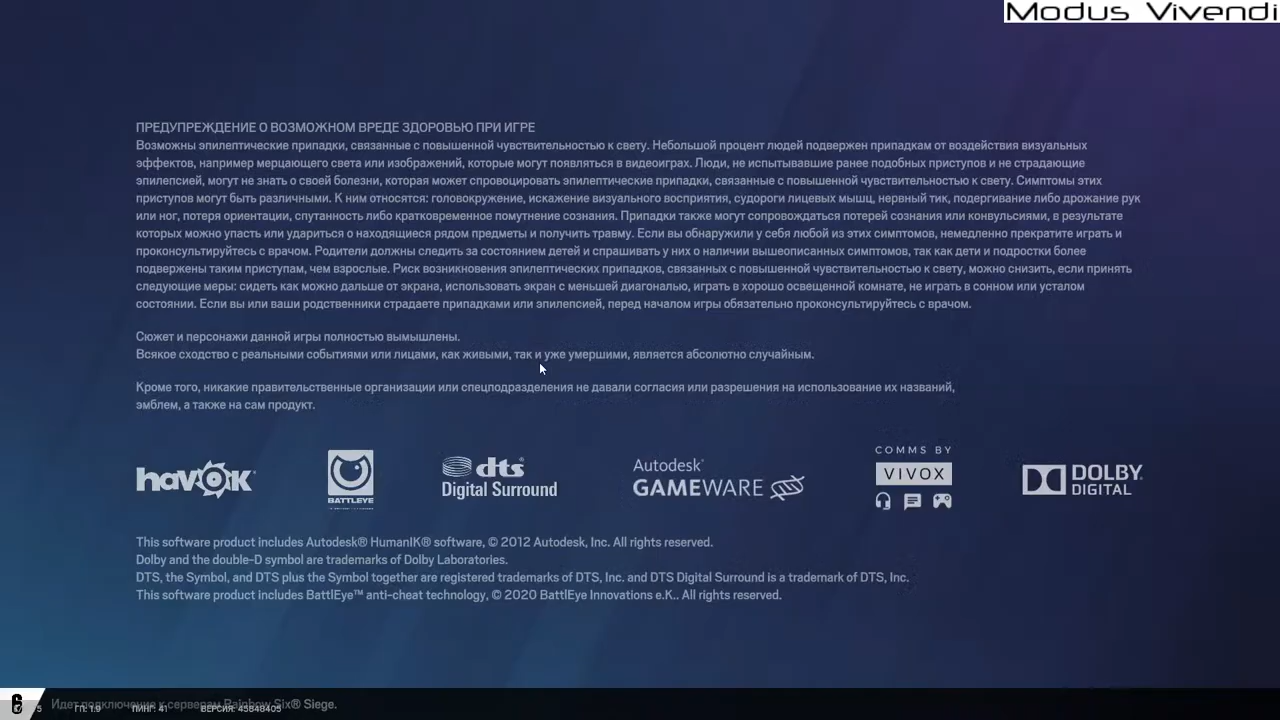 Modus Vivendi
ПРЕДУПРЕЖДЕНИЕ О ВОЗМОЖНОМ ВРЕДЕ ЗДОРОВЬЮ ПРИ ИГРЕ
Возможны эпилептические припадки, связанные с повышенной чувствительностью к свету. Небольшой процент людей подвержен припадкам от воздействия визуальных
эффектов, например мерцающего света или изображений, которые могут появляться в видеоиграх. Люди, не испытывавшие ранее подобных приступов и не страдающие
эпилепсией, могут не знать о своей болезни, которая может спровоцировать эпилептические припадки, связанные с повышенной чувствительностью к свету. Симптомы этих
приступов могут быть различными. К ним относятся: головокружение, искажение визуального восприятия, судороги лицевых мышц, нервный тик, подергивание либо дрожание рук
или ног, потеря ориентации, спутанность либо кратковременное помутнение сознания. Припадки также могут сопровождаться потерей сознания или конвульсиями, в результате
которых можно упасть или удариться о находящиеся рядом предметы и получить травму. Если вы обнаружили у себя любой из этих симптомов, немедленно прекратите играть и
проконсультируйтесь с врачом. Родители должны следить за состоянием детей и спрашивать у них о наличии вышеописанных симптомов, так как дети и подростки более
подвержены таким приступам, чем взрослые. Риск возникновения эпилептических припадков, связанных с повышенной чувствительностью к свету, можно снизить, если принять
следующие меры: сидеть как можно дальше от экрана, использовать экран с меньшей диагональю, играть в хорошо освещенной комнате, не играть в сонном или усталом
состоянии. Если вы или ваши родственники страдаете припадками или эпилепсией, перед началом игры обязательно проконсультируйтесь с врачом.
Сюжет и персонажи данной игры полностью вымышлены.
Всякое сходство с реальными событиями или лицами, как живыми, так и уже умершими, является абсолютно случайным.
Кроме того, никакие правительственные организации или спецподразделения не давали согласия или разрешения на использование их названий,
эмблем, а также на сам продукт.
havok
BATTLEYE
dts
Digital Surround
Autodesk®
GAMEWARE
COMMS BY
VIVOX
DOLBY
DIGITAL
This software product includes Autodesk® HumanIK® software, © 2012 Autodesk, Inc. All rights reserved.
Dolby and the double-D symbol are trademarks of Dolby Laboratories.
DTS, the Symbol, and DTS plus the Symbol together are registered trademarks of DTS, Inc. and DTS Digital Surround is a trademark of DTS, Inc.
This software product includes BattlEye™ anti-cheat technology, © 2020 BattlEye Innovations e.K.. All rights reserved.
Идет подключение к серверам Rainbow Six® Siege.
ГП: 1.9 ПИНГ: 41 ВЕРСИЯ: 45848405